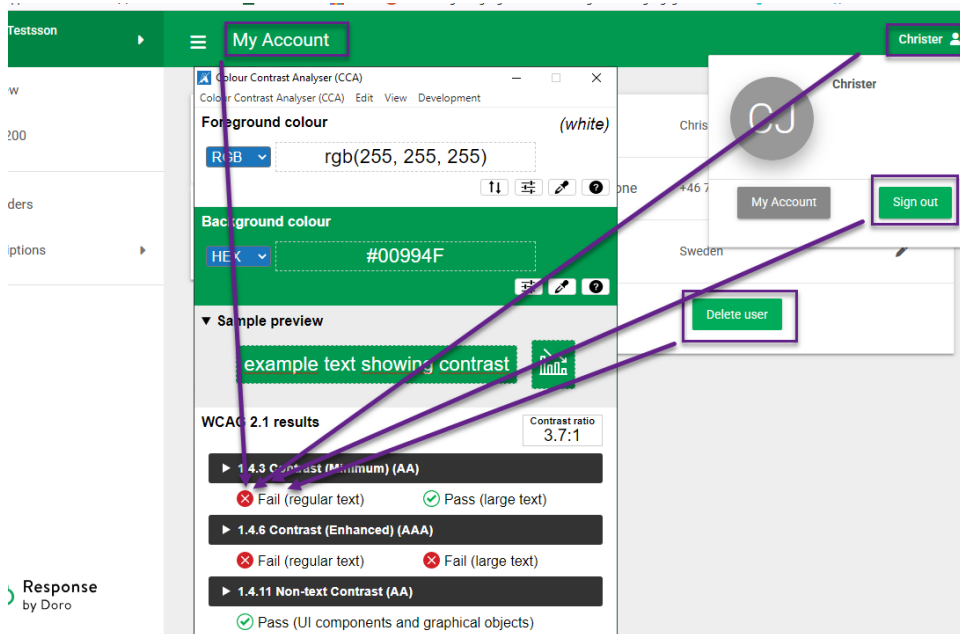 Testsson
My Account
Christer
Colour Contrast Analyser (CCA)
Colour Contrast Analyser (CCA) Edit View Development
Foreground colour (white)
RGB rgb(255, 255, 255)
Background colour
HEX #00994F
Sample preview
example text showing contrast
WCAG 2.1 results
Contrast ratio
3.7:1
1.4.3 Contrast (Minimum) (AA)
Fail (regular text) Pass (large text)
1.4.6 Contrast (Enhanced) (AAA)
Fail (regular text) Fail (large text)
1.4.11 Non-text Contrast (AA)
Pass (UI components and graphical objects)
Christer
CJ
My Account
Sign out
Chris
one +46 7
Sweden
Delete user
200
ders
iptions
Response
by Doro